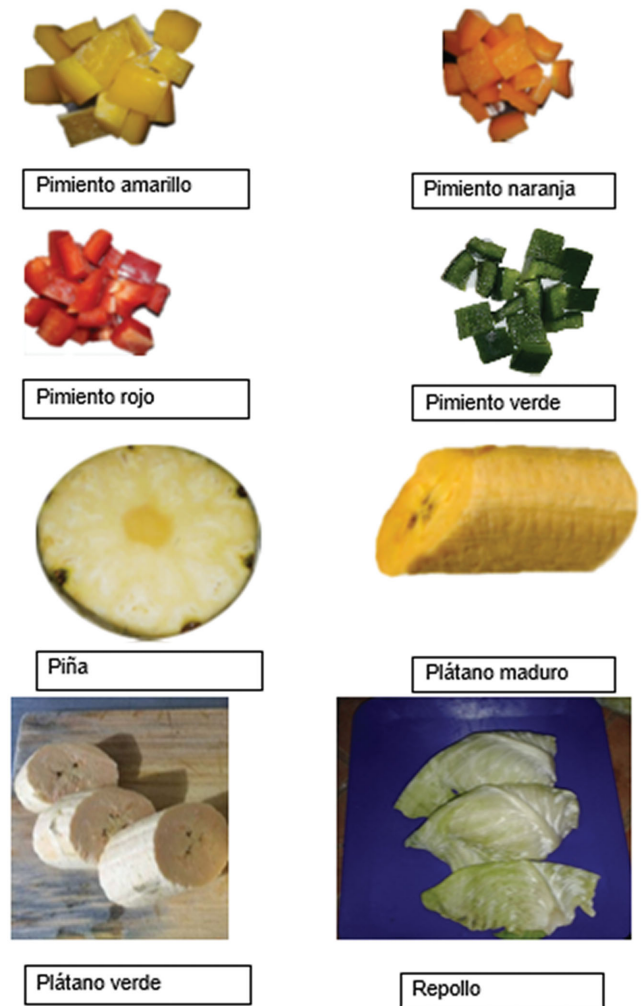 Pimiento amarillo
Pimiento naranja
Pimiento rojo
Pimiento verde
Piña
Plátano maduro
Plátano verde
Repollo